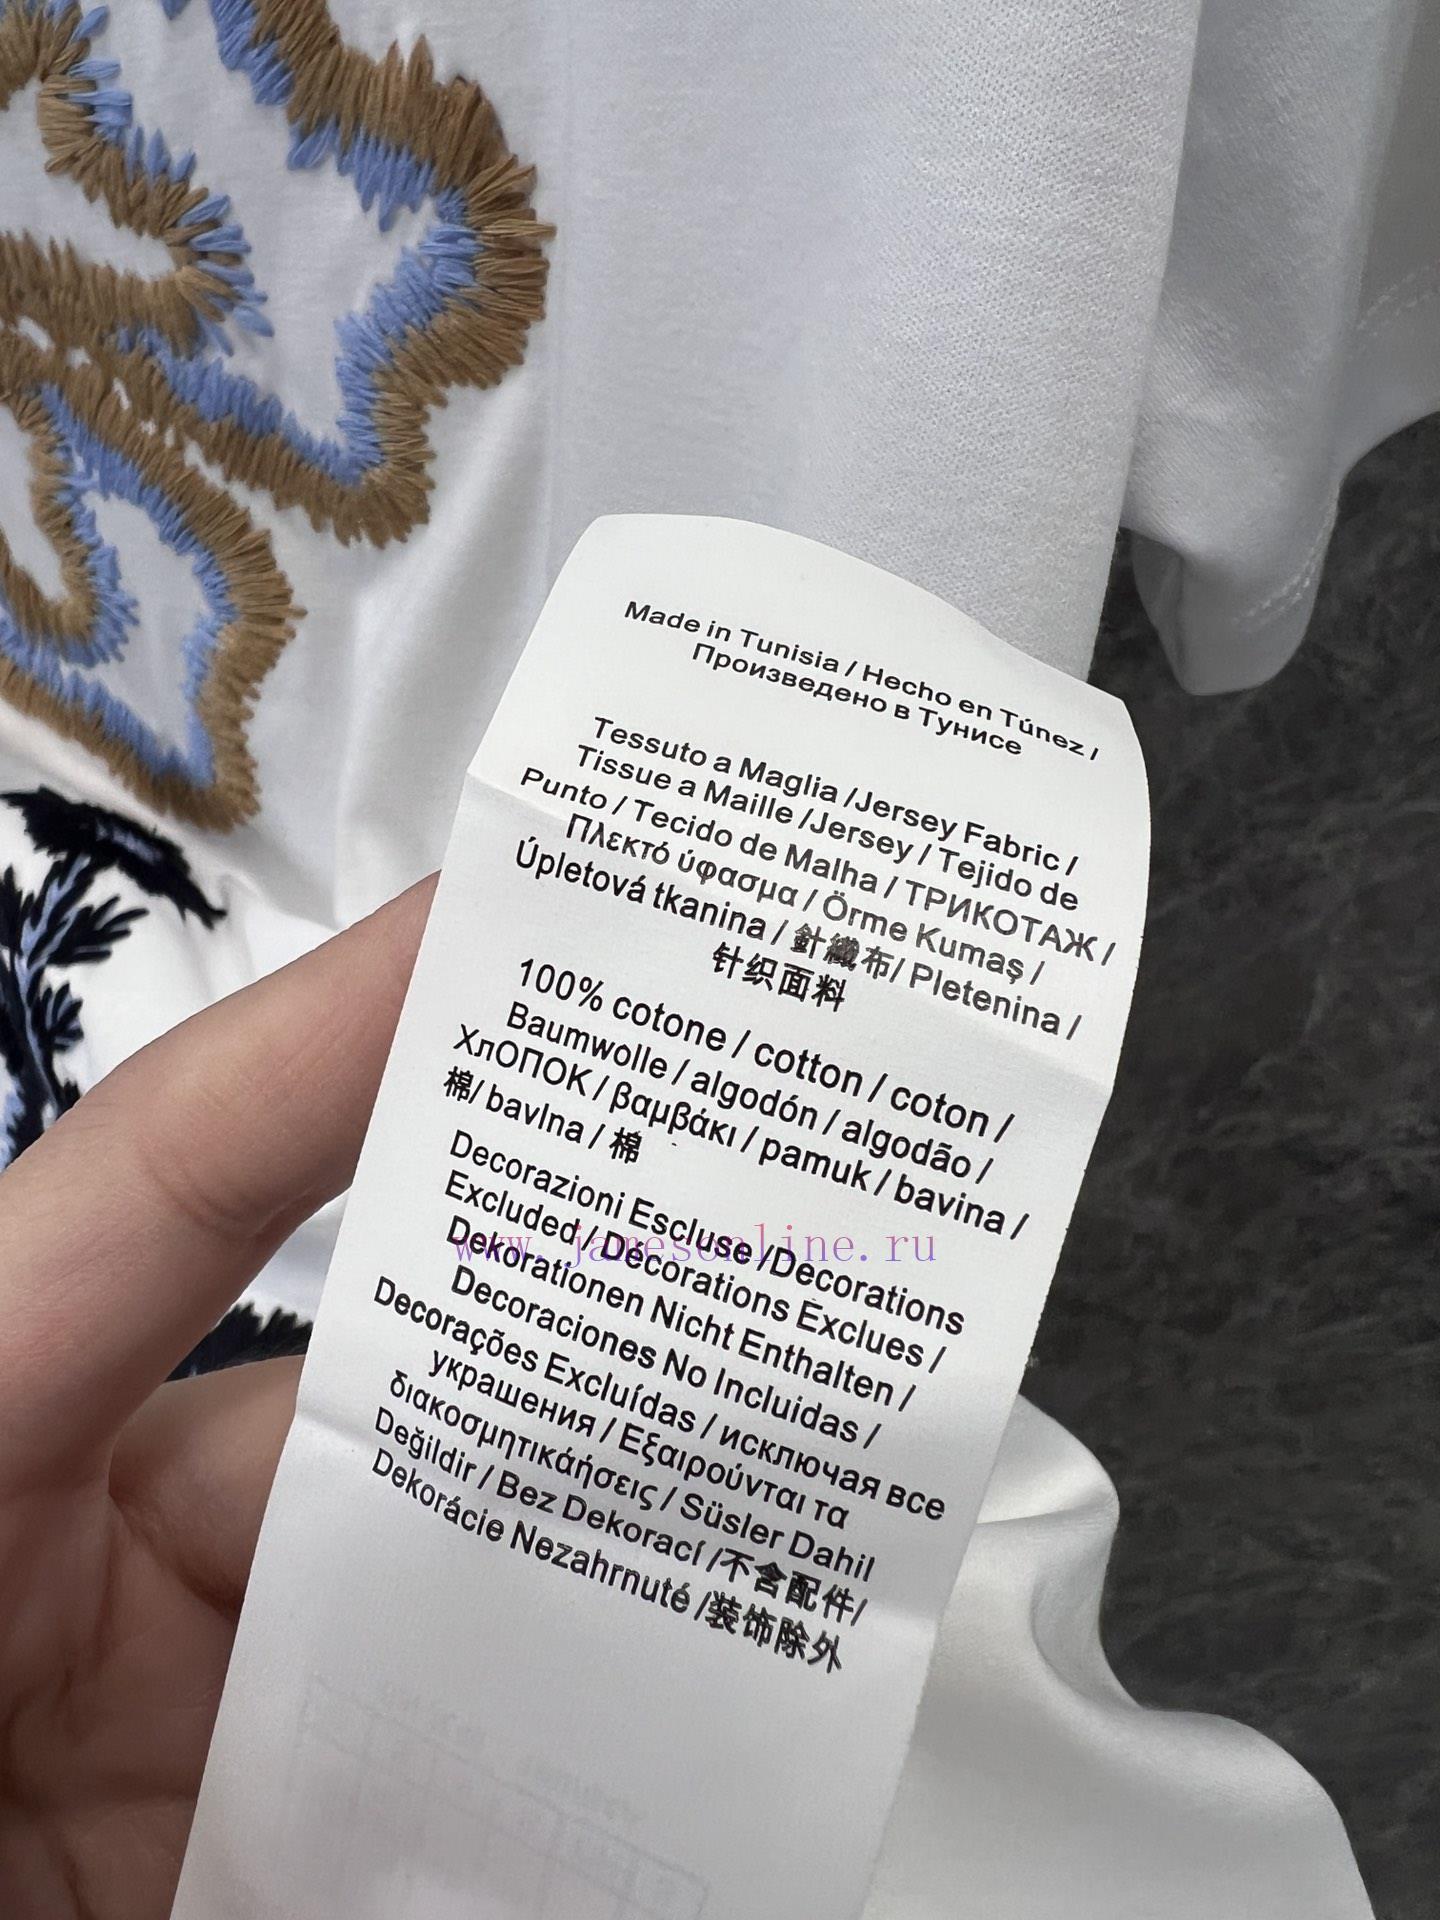 Made in Tunisia / Hecho en Túnez /
Произведено в Тунисе
Tessuto a Maglia /Jersey Fabric /
Tissue a Maille /Jersey / Tejido de
Punto / Tecido de Malha / ТРИКОТАЖ /
Πλεκτό ύφασμα / Örme Kumaş /
Úpletová tkanina / 針織布/ Pletenina /
针织面料
100% cotone / cotton / coton /
Baumwolle / algodón / algodão /
ХлОПОК / βαμβάκι / pamuk / bavina /
棉/ bavlna / 棉
Decorazioni Escluse /Decorations
Excluded / Décorations Exclues /
Dekorationen Nicht Enthalten /
Decoraciones No Incluidas /
Decorações Excluídas / исключая все
украшения / Εξαιρούνται τα
διακοσμητικάήσεις / Süsler Dahil
Değildir / Bez Dekorací /不含配件/
Dekorácie Nezahrnuté /装饰除外
www.jamesonline.ru